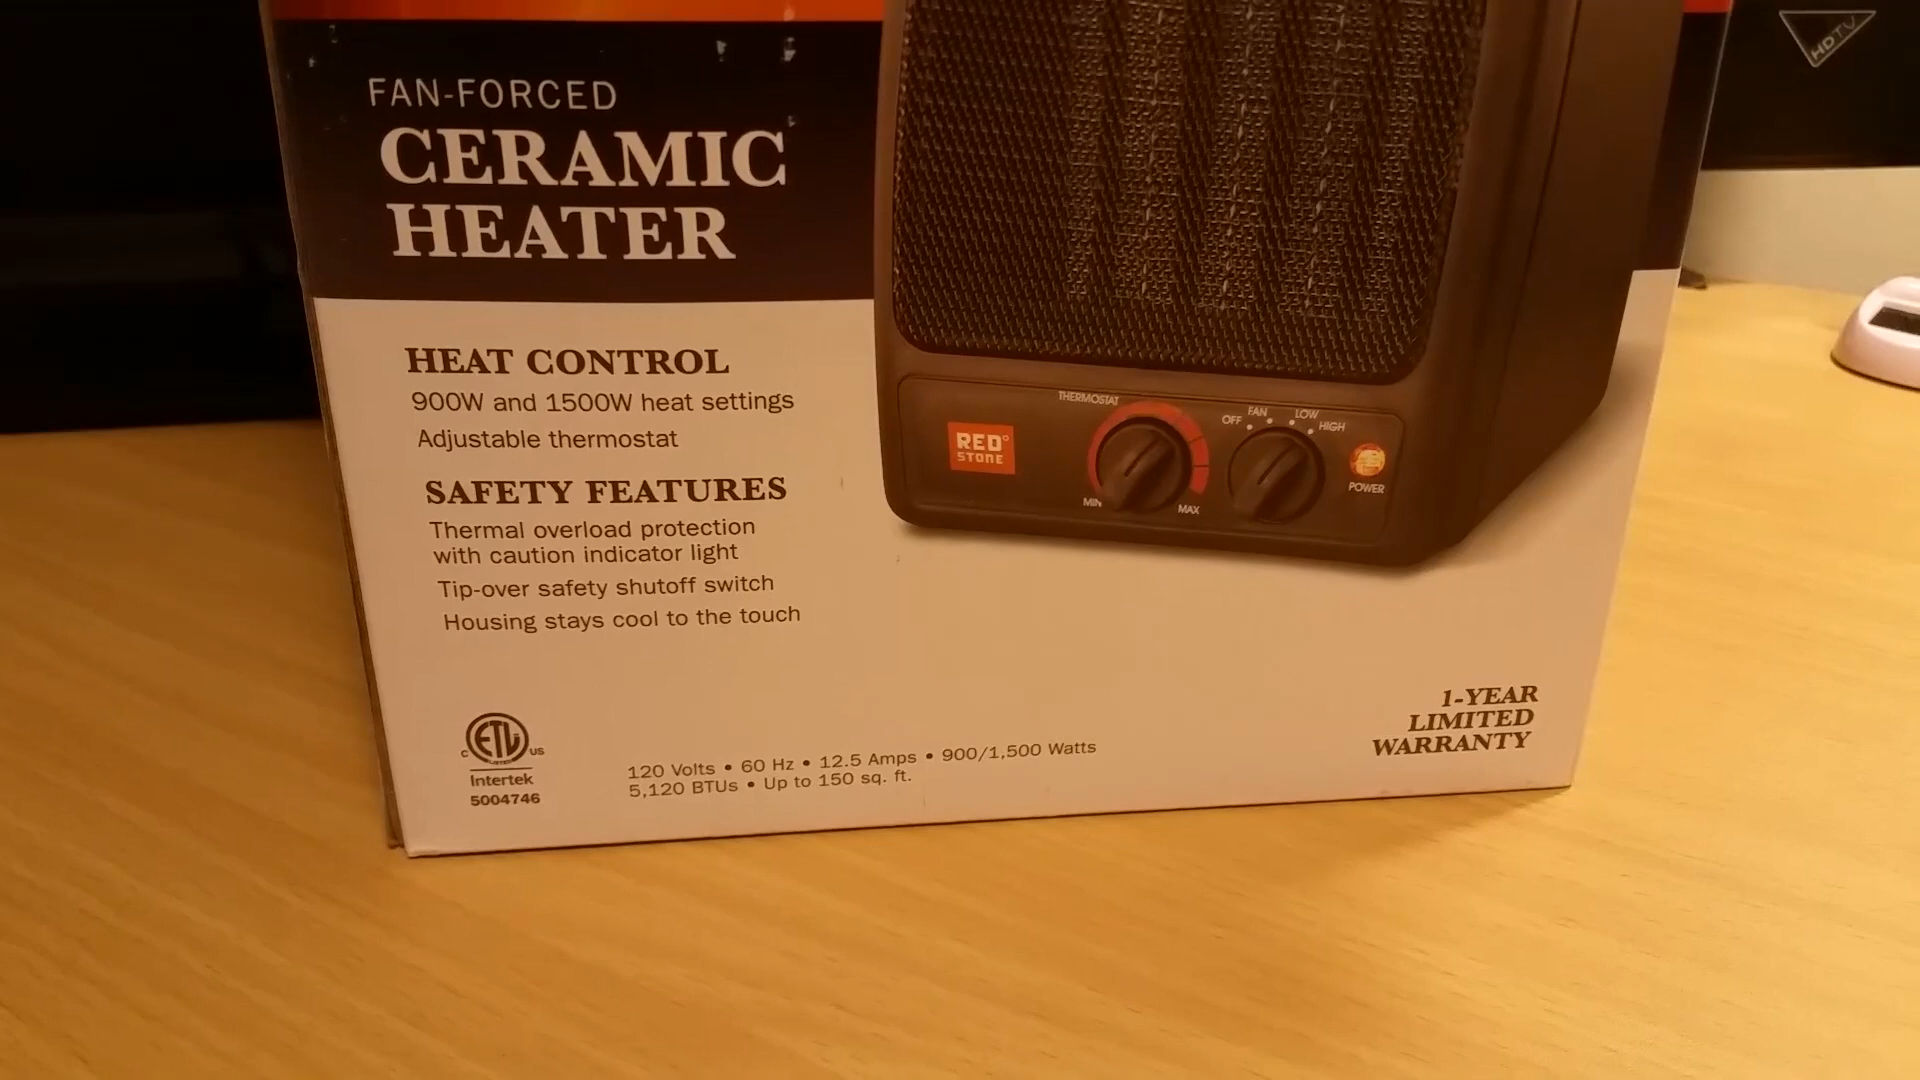 FAN-FORCED
CERAMIC
HEATER
HEAT CONTROL
900W and 1500W heat settings
Adjustable thermostat
SAFETY FEATURES
Thermal overload protection
with caution indicator light
Tip-over safety shutoff switch
Housing stays cool to the touch
C ETL US
LISTED
Intertek
5004746
120 Volts • 60 Hz • 12.5 Amps • 900/1,500 Watts
5,120 BTUs • Up to 150 sq. ft.
THERMOSTAT
MIN
MAX
OFF FAN LOW HIGH
POWER
RED°
STONE
1-YEAR
LIMITED
WARRANTY
HDTV